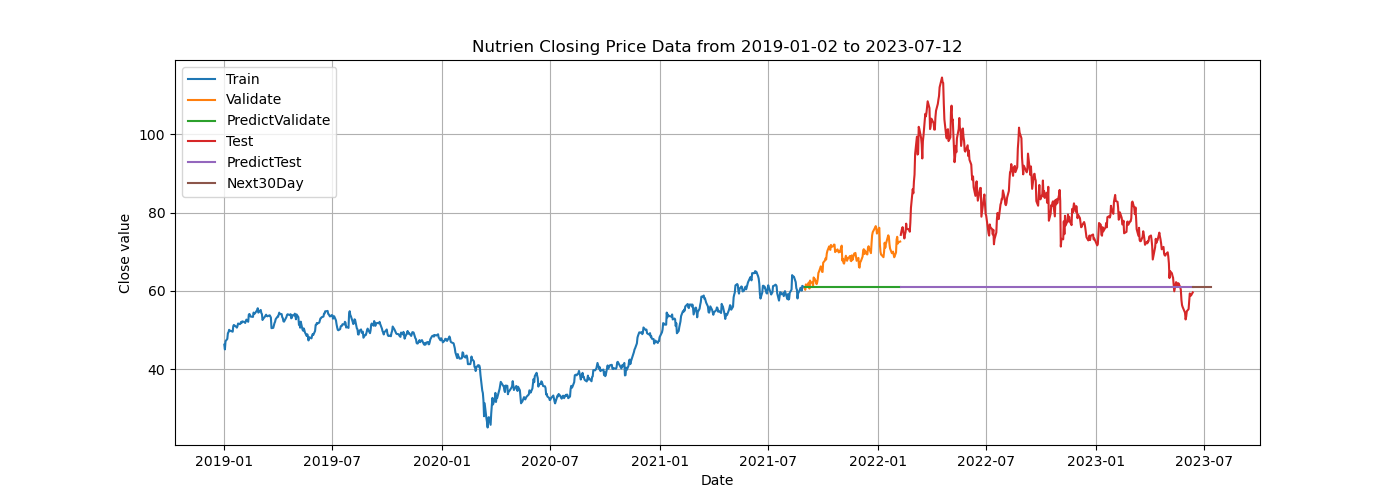 Nutrien Closing Price Data from 2019-01-02 to 2023-07-12
Train
Validate
PredictValidate
Test
PredictTest
Next30Day
Close value
100
80
60
40
2019-01 2019-07 2020-01 2020-07 2021-01 2021-07 2022-01 2022-07 2023-01 2023-07
Date